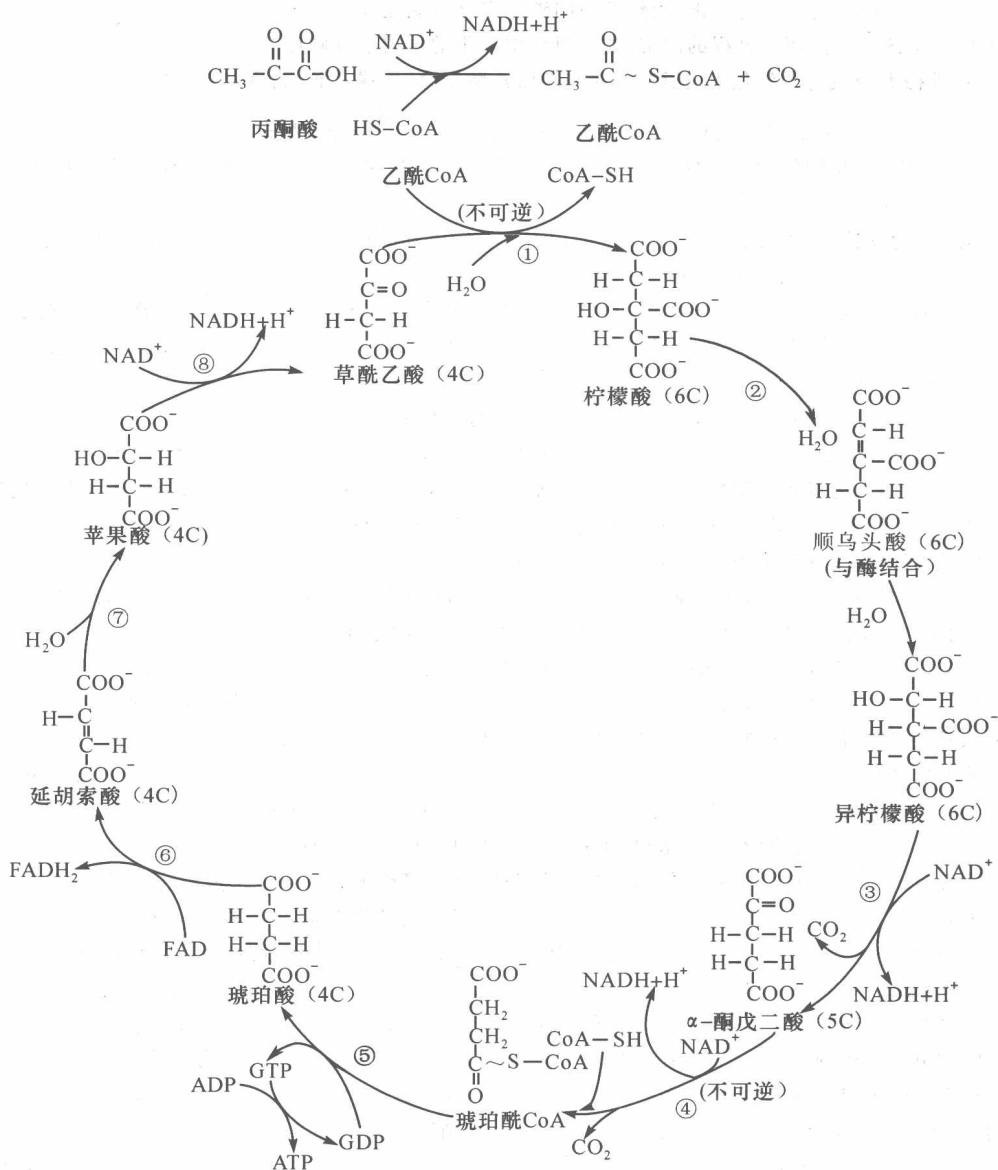 NAD⁺
NADH+H⁺
O O
CH₃－C－C－OH
O
CH₃－C～S－CoA + CO₂
丙酮酸
HS-CoA
乙酰CoA
乙酰CoA
CoA-SH
(不可逆)
①
H₂O
COO⁻
C=O
H－C－H
COO⁻
草酰乙酸（4C）
COO⁻
H－C－H
HO－C－COO⁻
H－C－H
COO⁻
柠檬酸（6C）
②
H₂O
COO⁻
C－H
C－COO⁻
H－C－H
COO⁻
顺乌头酸（6C）
(与酶结合）
H₂O
COO⁻
HO－C－H
H－C－COO⁻
H－C－H
COO⁻
异柠檬酸（6C）
③
NAD⁺
CO₂
NADH+H⁺
COO⁻
C=O
H－C－H
H－C－H
COO⁻
α-酮戊二酸（5C）
NAD⁺
NADH+H⁺
CoA－SH
④
(不可逆）
CO₂
COO⁻
CH₂
CH₂
C～S－CoA
O
琥珀酰CoA
⑤
GTP
GDP
ADP
ATP
COO⁻
H－C－H
H－C－H
COO⁻
琥珀酸（4C）
⑥
FADH₂
FAD
COO⁻
H－C
C－H
COO⁻
延胡索酸（4C）
⑦
H₂O
COO⁻
HO－C－H
H－C－H
COO⁻
苹果酸（4C)
⑧
NAD⁺
NADH+H⁺